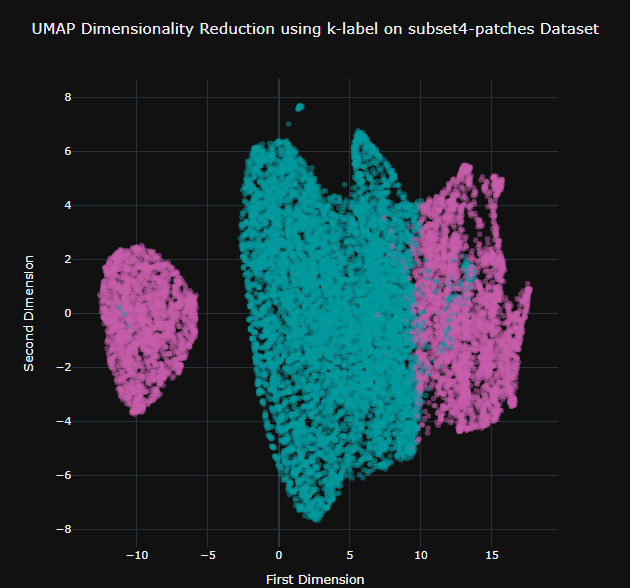 UMAP Dimensionality Reduction using k-label on subset4-patches Dataset
8
6
4
2
0
−2
−4
−6
−8
Second Dimension
−10 −5 0 5 10 15
First Dimension